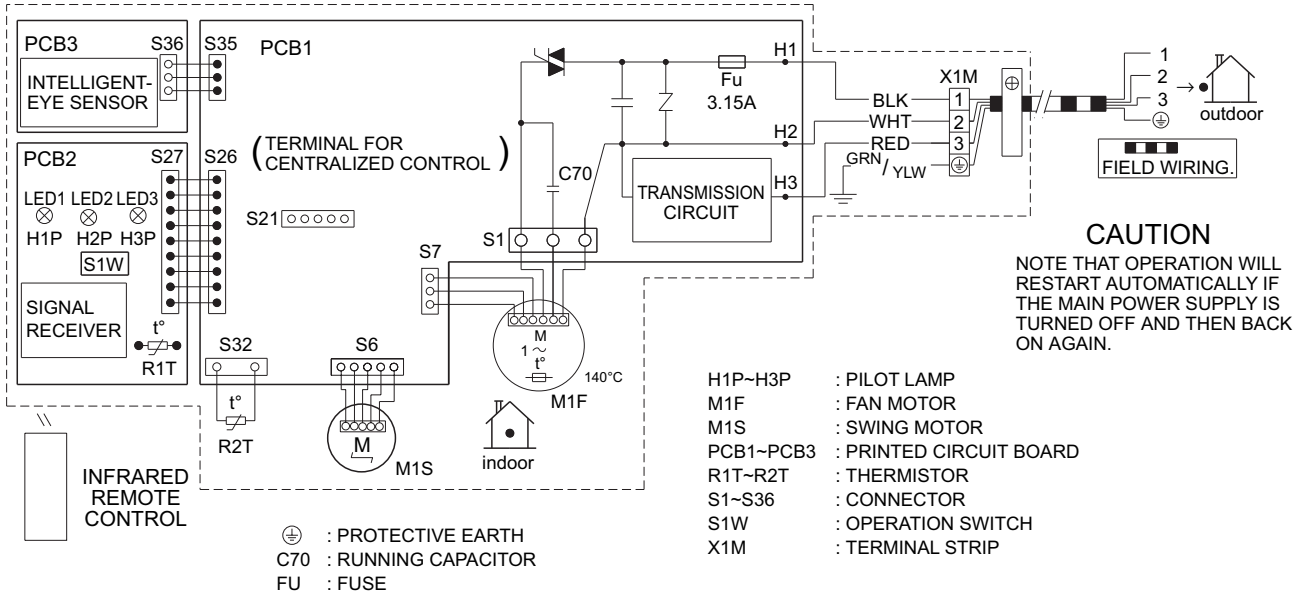 PCB3
S36
S35
PCB1
INTELLIGENT-
EYE SENSOR
H1
Fu
3.15A
X1M
BLK
1
WHT
2
RED
3
GRN
/ YLW
1
2
3
outdoor
FIELD WIRING.
PCB2
S27
S26
(TERMINAL FOR
CENTRALIZED CONTROL)
H2
C70
TRANSMISSION
CIRCUIT
H3
LED1 LED2 LED3
H1P H2P H3P
S1W
S21
S1
S7
SIGNAL
RECEIVER
t°
R1T
S32
S6
M
1 ~
t°
140°C
M1F
t°
R2T
M
M1S
indoor
INFRARED
REMOTE
CONTROL
CAUTION
NOTE THAT OPERATION WILL
RESTART AUTOMATICALLY IF
THE MAIN POWER SUPPLY IS
TURNED OFF AND THEN BACK
ON AGAIN.
: PROTECTIVE EARTH
C70 : RUNNING CAPACITOR
FU : FUSE
H1P~H3P : PILOT LAMP
M1F : FAN MOTOR
M1S : SWING MOTOR
PCB1~PCB3 : PRINTED CIRCUIT BOARD
R1T~R2T : THERMISTOR
S1~S36 : CONNECTOR
S1W : OPERATION SWITCH
X1M : TERMINAL STRIP